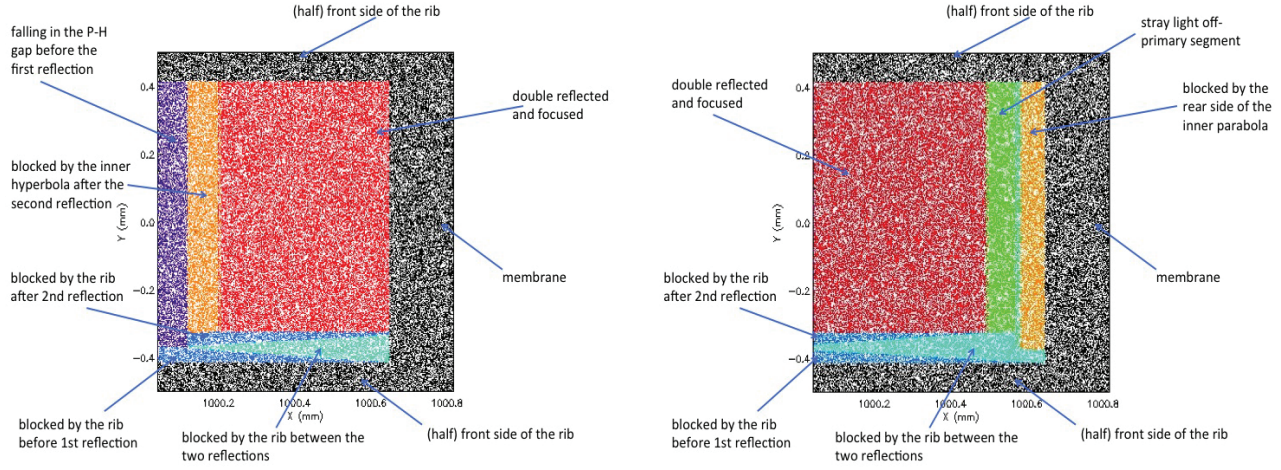 (half) front side of the rib
falling in the P-H
gap before the
first reflection
double reflected
and focused
blocked by the inner
hyperbola after the
second reflection
membrane
blocked by the rib
after 2nd reflection
blocked by the rib
before 1st reflection
blocked by the rib between the
two reflections
(half) front side of the rib
0.4
0.2
0.0
−0.2
−0.4
Y (mm)
1000.2
1000.4
1000.6
1000.8
X (mm)
(half) front side of the rib
stray light off-
primary segment
double reflected
and focused
blocked by the
rear side of the
inner parabola
membrane
blocked by the rib
after 2nd reflection
blocked by the rib
before 1st reflection
blocked by the rib between the
two reflections
(half) front side of the rib
0.4
0.2
0.0
−0.2
−0.4
Y (mm)
1000.2
1000.4
1000.6
1000.8
X (mm)